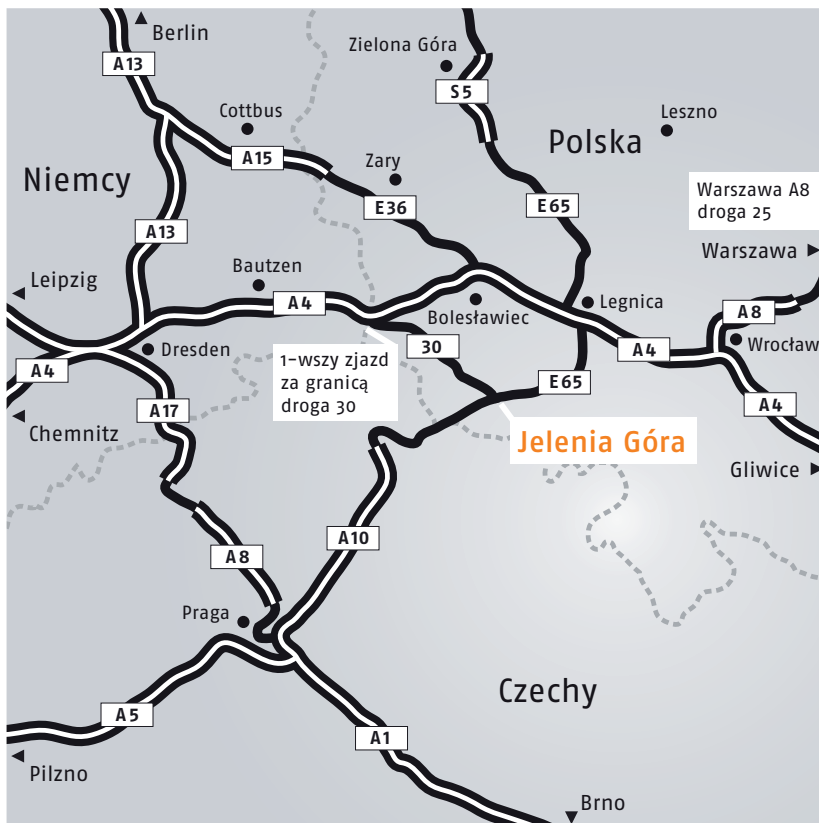 Berlin
A13
Zielona Góra
S5
Cottbus
Leszno
Polska
A15
Zary
Niemcy
E36
E65
Warszawa A8
droga 25
A13
Warszawa
Leipzig
Bautzen
A4
Bolesławiec
Legnica
A8
30
Wrocław
Dresden
A4
1-wszy zjazd
za granicą
droga 30
A4
E65
A17
A4
Chemnitz
Jelenia Góra
Gliwice
A10
A8
Praga
Czechy
A5
A1
Pilzno
Brno